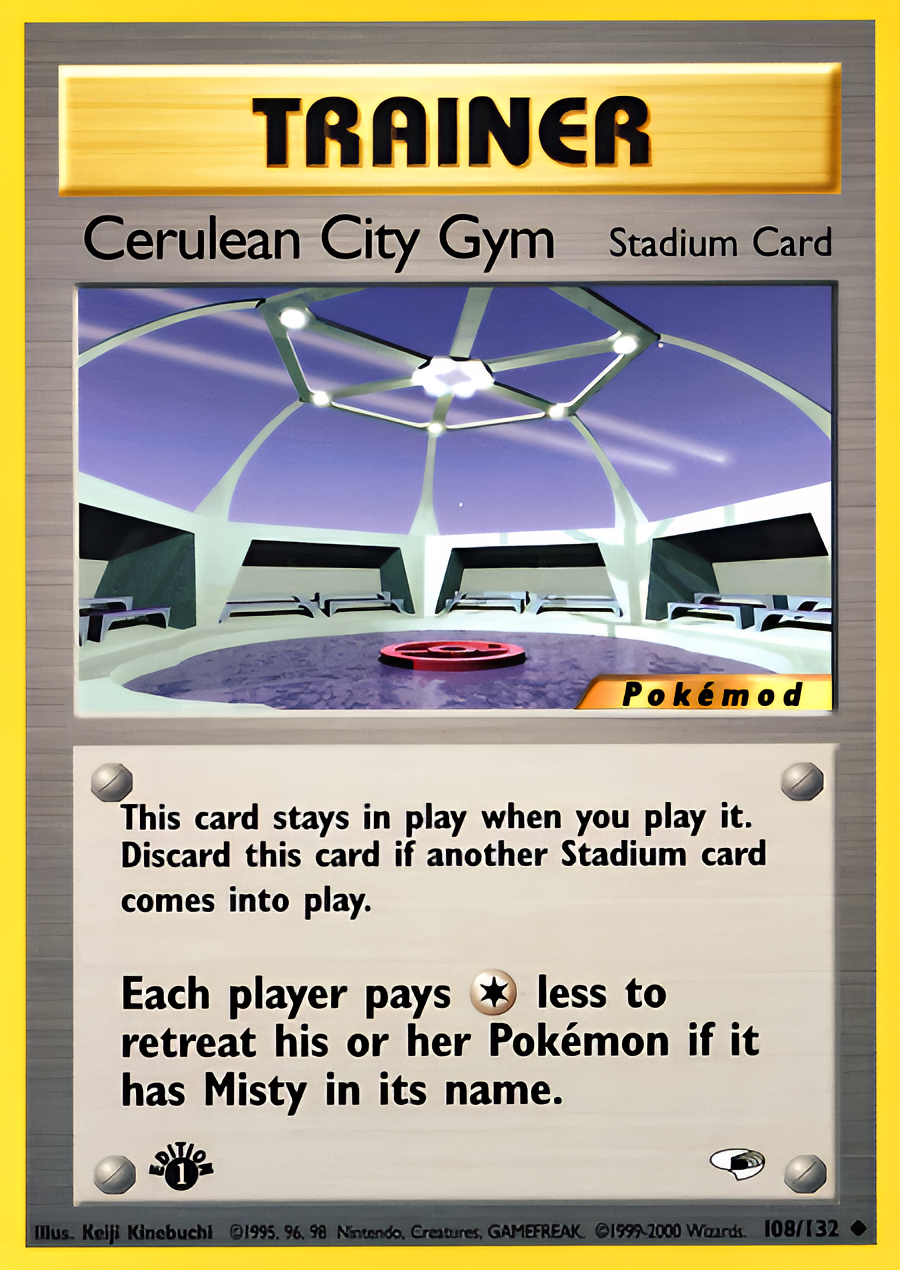 TRAINER
Cerulean City Gym Stadium Card
Pokémod
This card stays in play when you play it.
Discard this card if another Stadium card
comes into play.
Each player pays less to
retreat his or her Pokémon if it
has Misty in its name.
EDITION
1
Illus. Keiji Kinebuchi ©1995, 96, 98 Nintendo, Creatures, GAMEFREAK. ©1999-2000 Wizards. 108/132